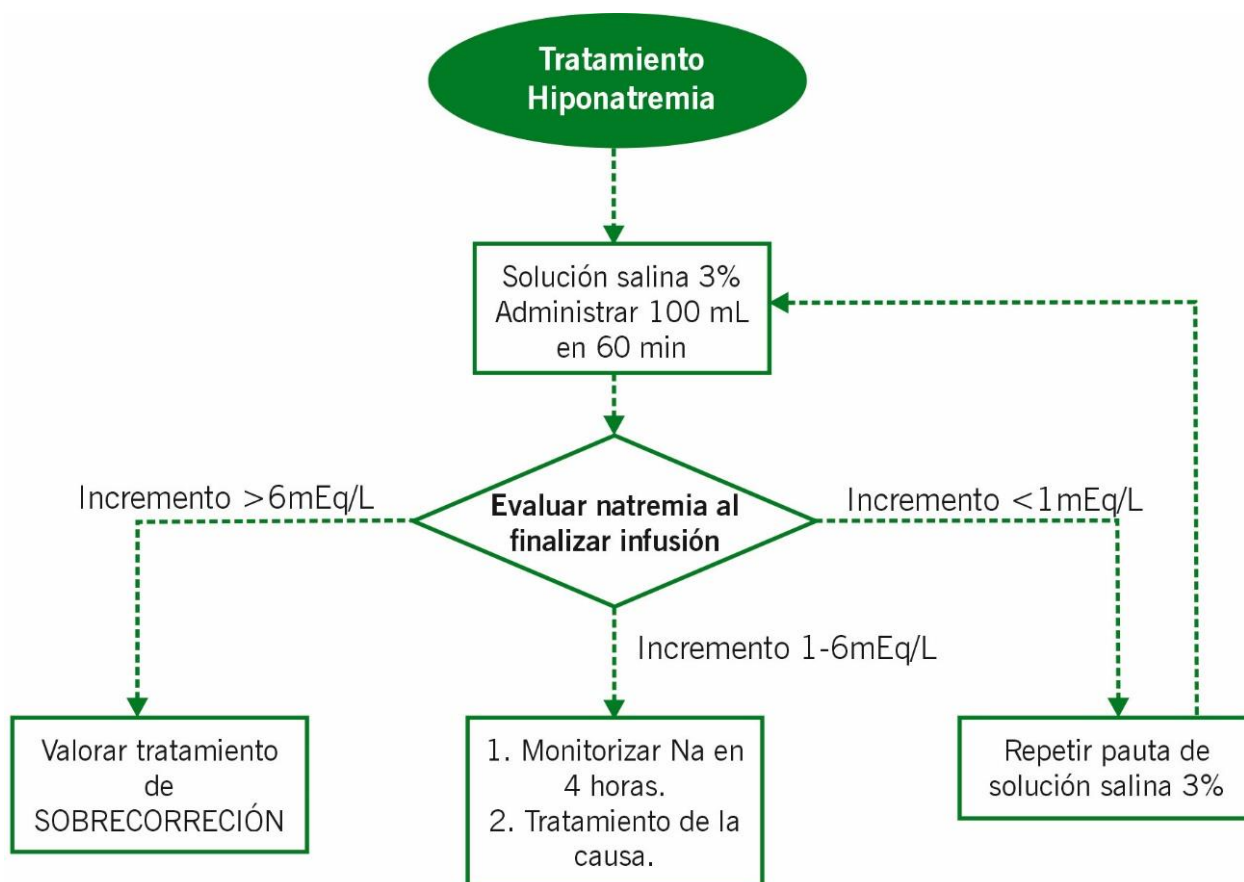 Tratamiento
Hiponatremia
Solución salina 3%
Administrar 100 mL
en 60 min
Evaluar natremia al
finalizar infusión
Incremento >6mEq/L
Incremento <1mEq/L
Incremento 1-6mEq/L
Valorar tratamiento
de
SOBRECORRECIÓN
1. Monitorizar Na en
4 horas.
2. Tratamiento de la
causa.
Repetir pauta de
solución salina 3%